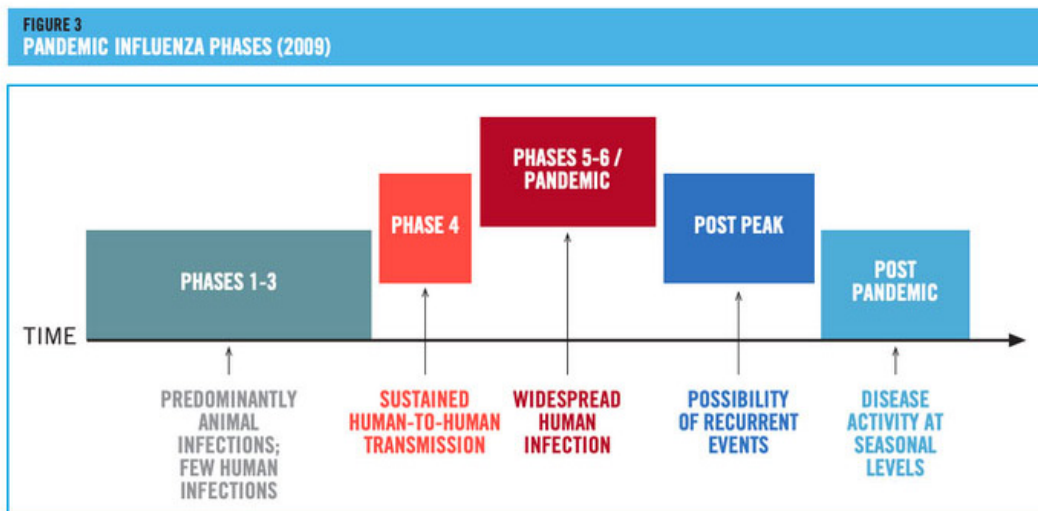 FIGURE 3
PANDEMIC INFLUENZA PHASES (2009)
PHASES 5-6 /
PANDEMIC
PHASE 4
POST PEAK
PHASES 1-3
POST
PANDEMIC
TIME
PREDOMINANTLY
ANIMAL
INFECTIONS;
FEW HUMAN
INFECTIONS
SUSTAINED
HUMAN-TO-HUMAN
TRANSMISSION
WIDESPREAD
HUMAN
INFECTION
POSSIBILITY
OF RECURRENT
EVENTS
DISEASE
ACTIVITY AT
SEASONAL
LEVELS